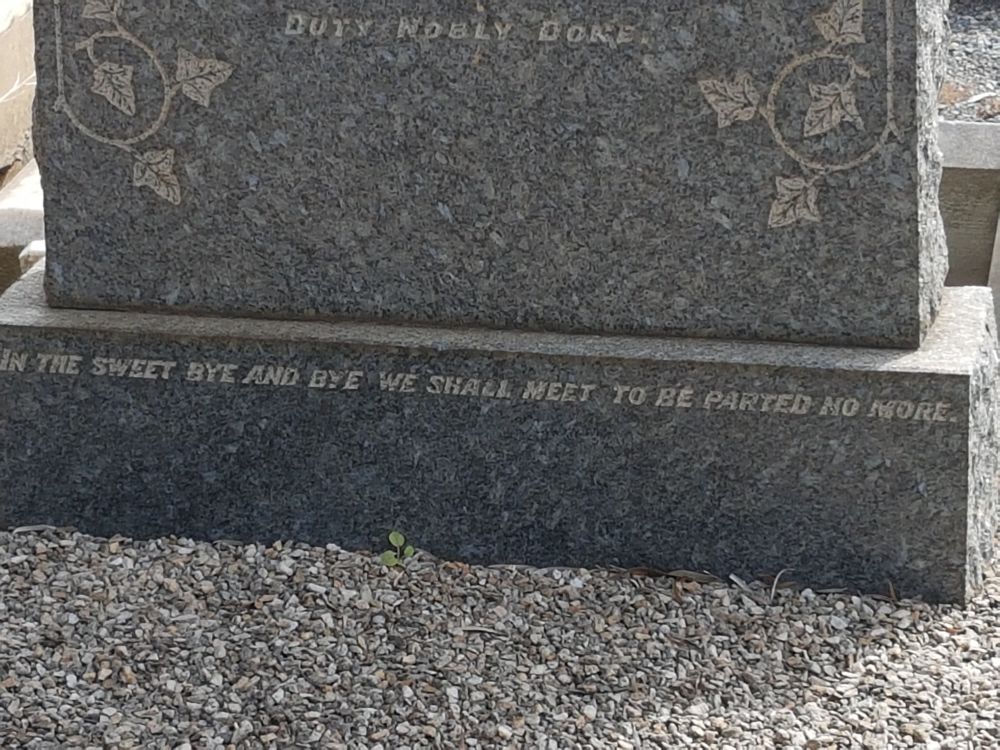 DUTY NOBLY DONE.
IN THE SWEET BYE AND BYE WE SHALL MEET TO BE PARTED NO MORE.